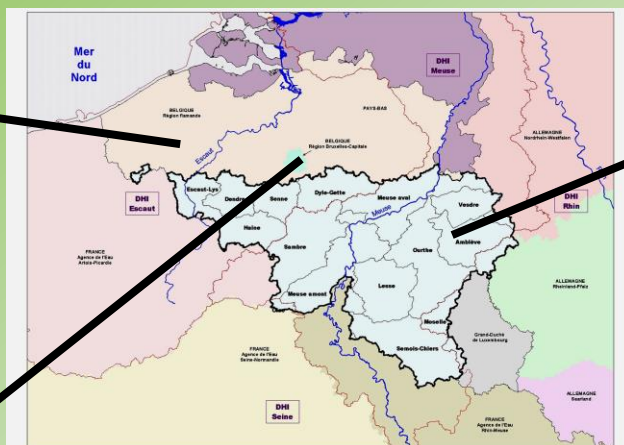 Mer
du
Nord
DHI
Meuse
BELGIQUE
Région flamande
PAYS-BAS
ALLEMAGNE
Nordrhein-Westfalen
BELGIQUE
Région Bruxelles-Capitale
Escaut
Escaut-Lys
Dendre
Senne
Dyle-Gette
Meuse aval
Meuse
Vesdre
DHI
Escaut
DHI
Rhin
Haine
Sambre
Ourthe
Amblève
FRANCE
Agence de l'Eau
Artois-Picardie
ALLEMAGNE
Rheinland-Pfalz
Meuse amont
Lesse
Moselle
Grand-Duché
de Luxembourg
Semois-Chiers
FRANCE
Agence de l'Eau
Seine-Normandie
ALLEMAGNE
Saarland
DHI
Seine
FRANCE
Agence de l'Eau
Rhin-Meuse